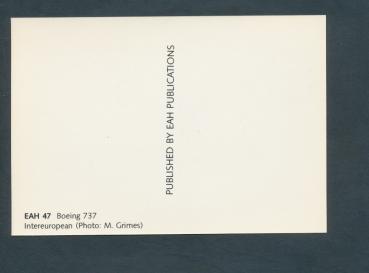 PUBLISHED BY EAH PUBLICATIONS
EAH 47 Boeing 737
Intereuropean (Photo: M. Grimes)